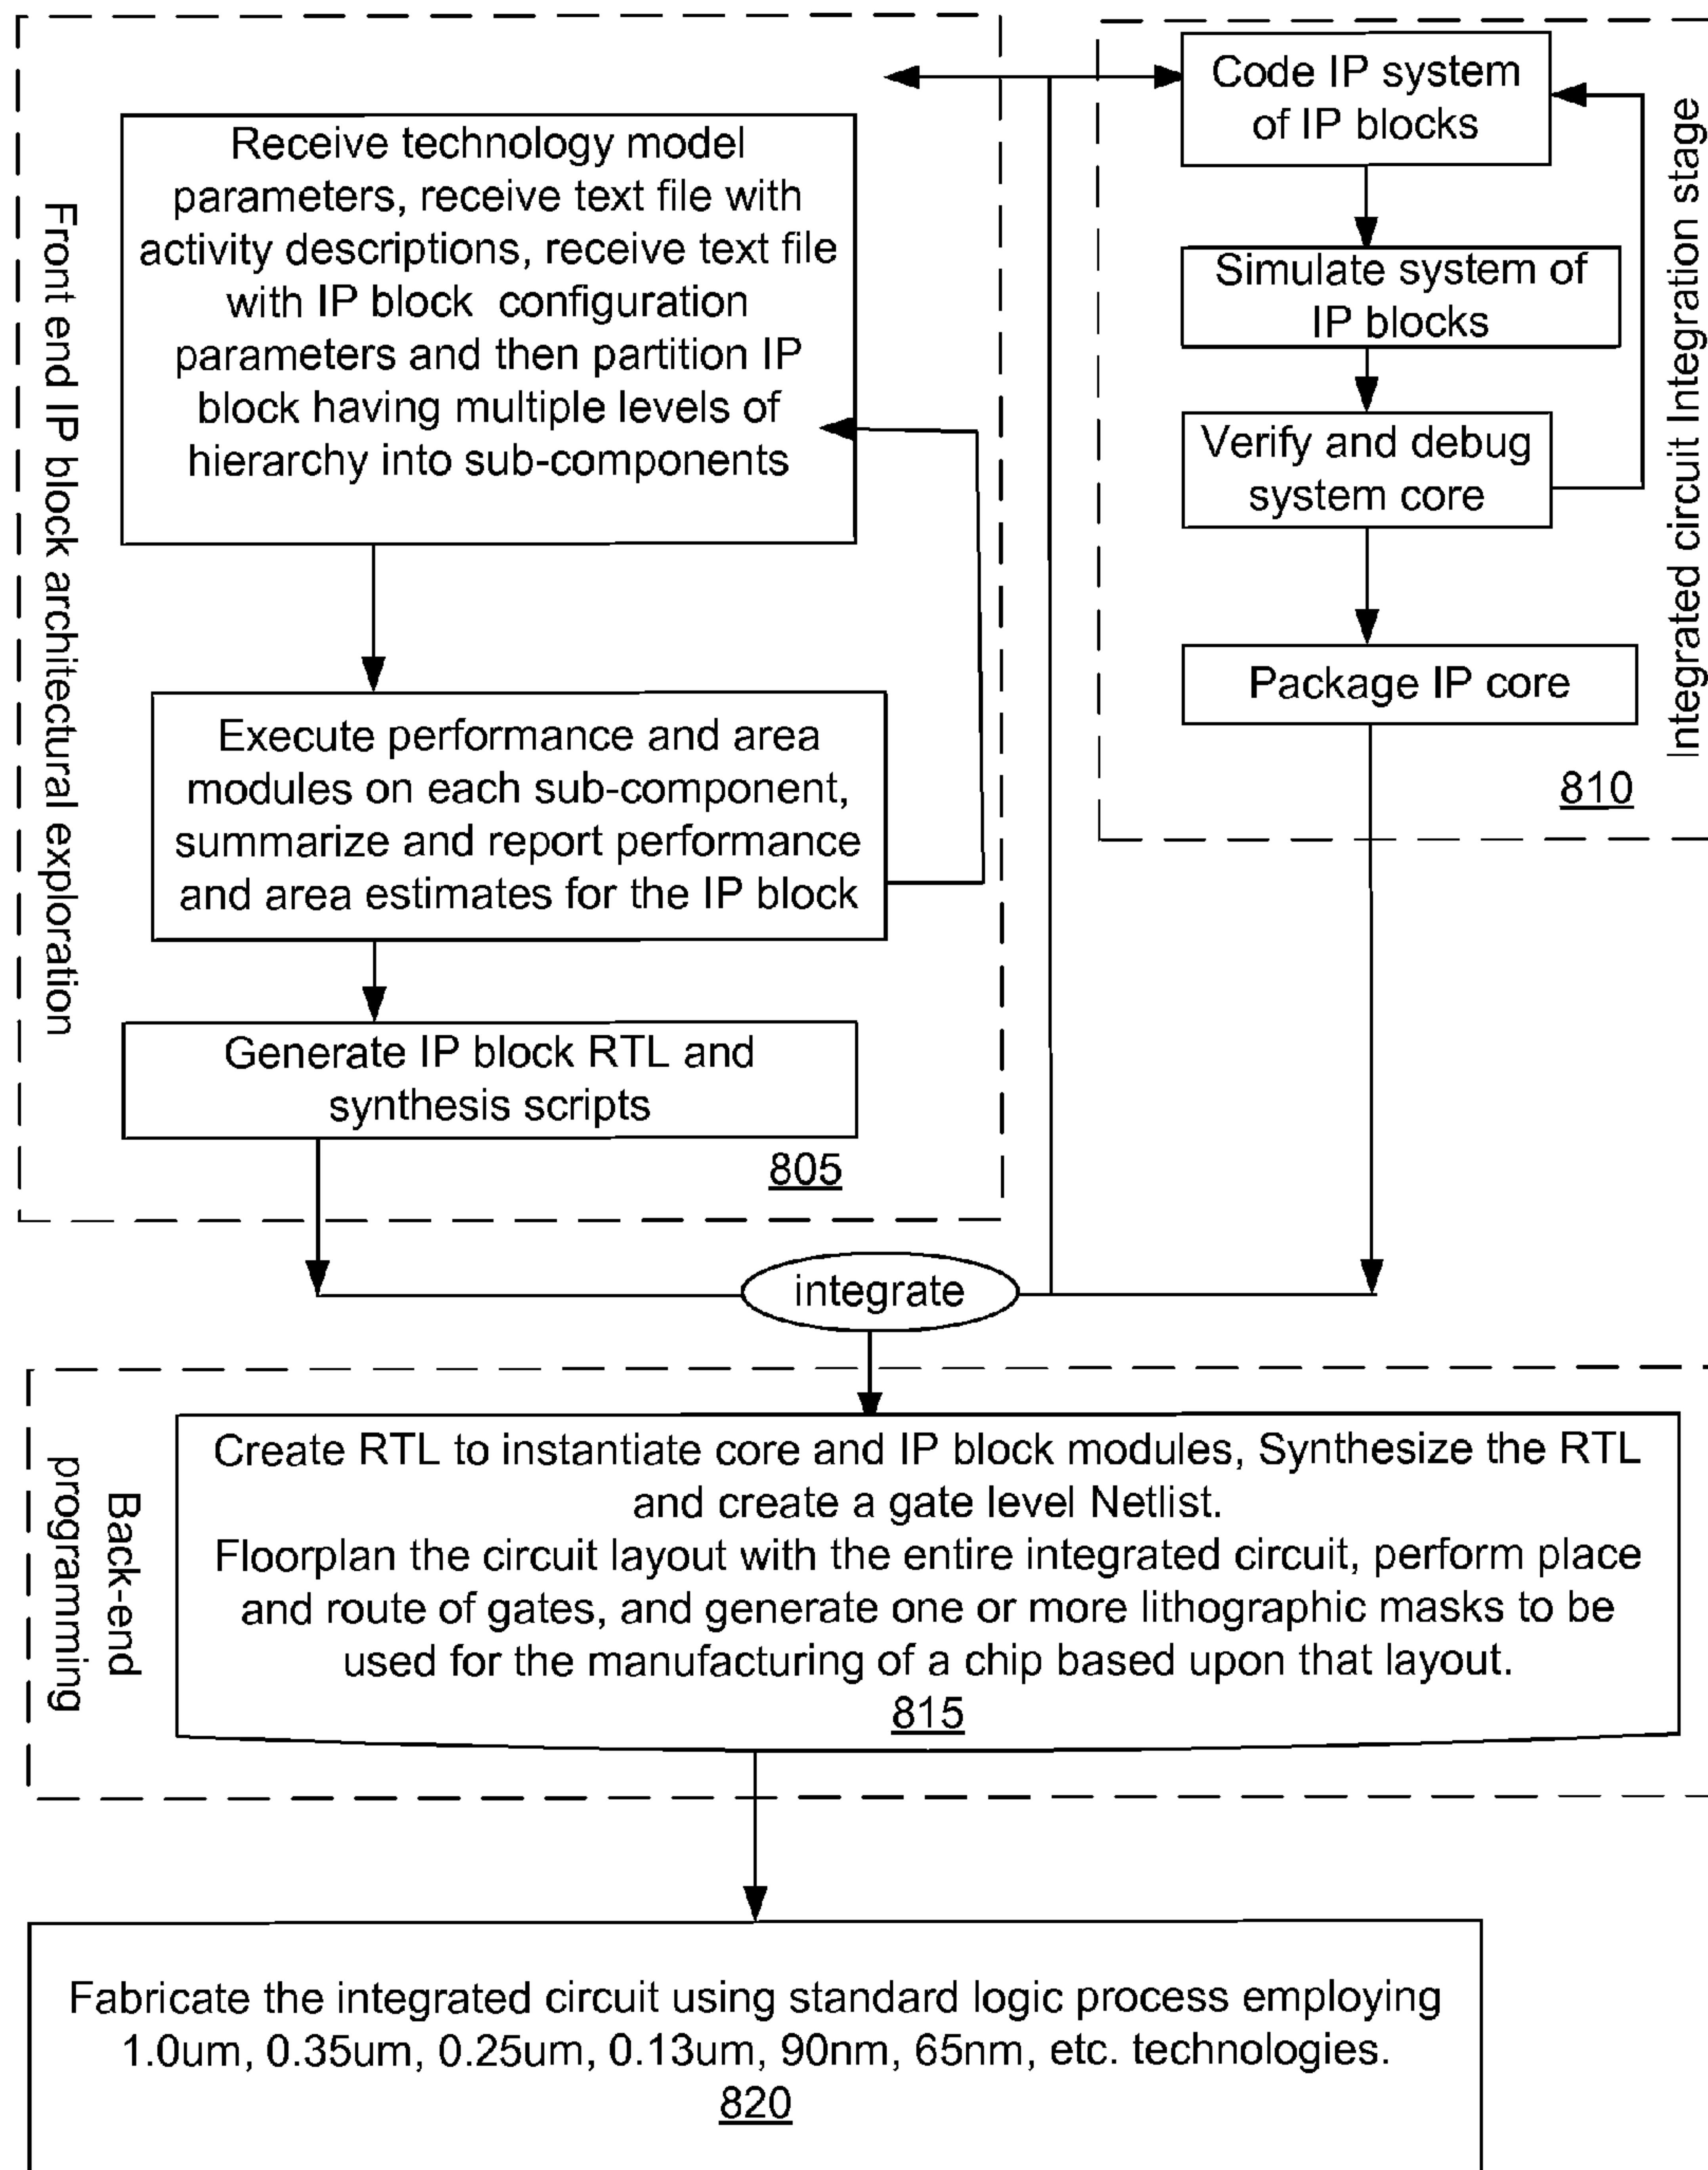 Front end IP block architectural exploration
Receive technology model
parameters, receive text file with
activity descriptions, receive text file
with IP block configuration
parameters and then partition IP
block having multiple levels of
hierarchy into sub-components
Execute performance and area
modules on each sub-component,
summarize and report performance
and area estimates for the IP block
Generate IP block RTL and
synthesis scripts
805
Code IP system
of IP blocks
Simulate system of
IP blocks
Verify and debug
system core
Package IP core
810
Integrated circuit Integration stage
integrate
Back-end
programming
Create RTL to instantiate core and IP block modules, Synthesize the RTL
and create a gate level Netlist.
Floorplan the circuit layout with the entire integrated circuit, perform place
and route of gates, and generate one or more lithographic masks to be
used for the manufacturing of a chip based upon that layout.
815
Fabricate the integrated circuit using standard logic process employing
1.0um, 0.35um, 0.25um, 0.13um, 90nm, 65nm, etc. technologies.
820